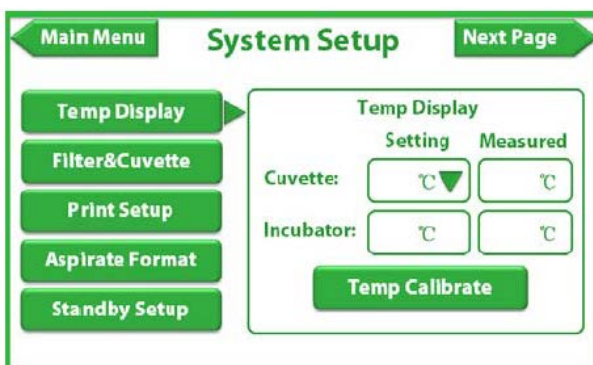 Main Menu
System Setup
Next Page
Temp Display
Filter&Cuvette
Print Setup
Aspirate Format
Standby Setup
Temp Display
Setting Measured
Cuvette: ℃ ℃
Incubator: ℃ ℃
Temp Calibrate